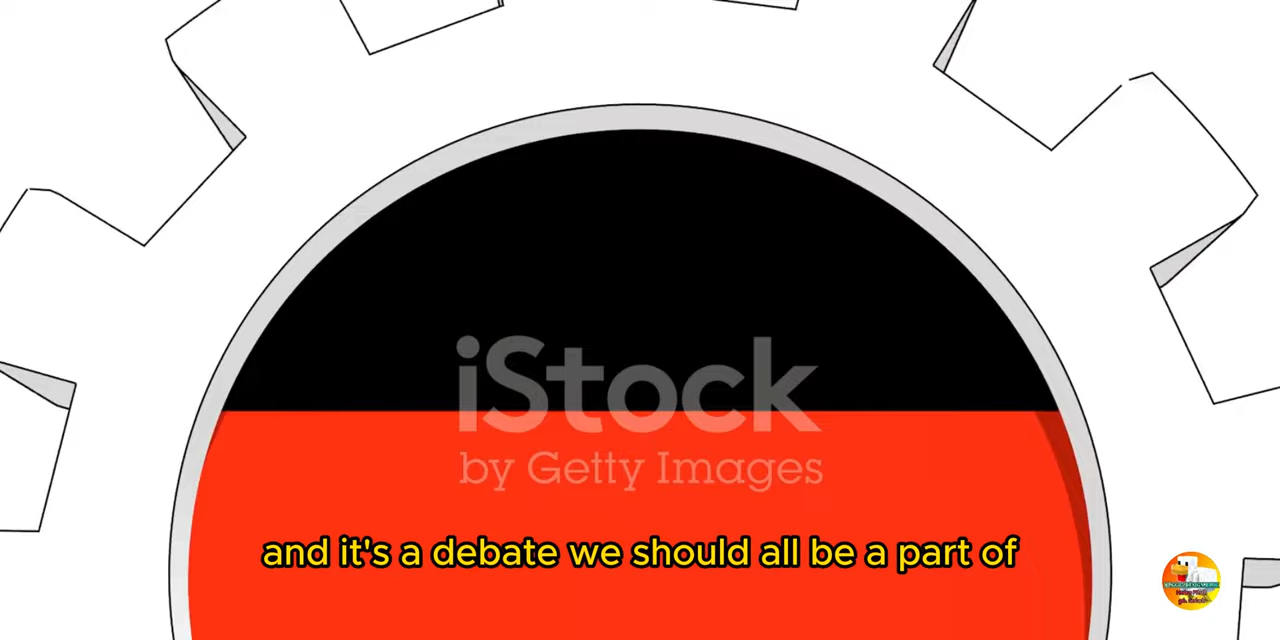 iStock
by Getty Images
and it's a debate we should all be a part of